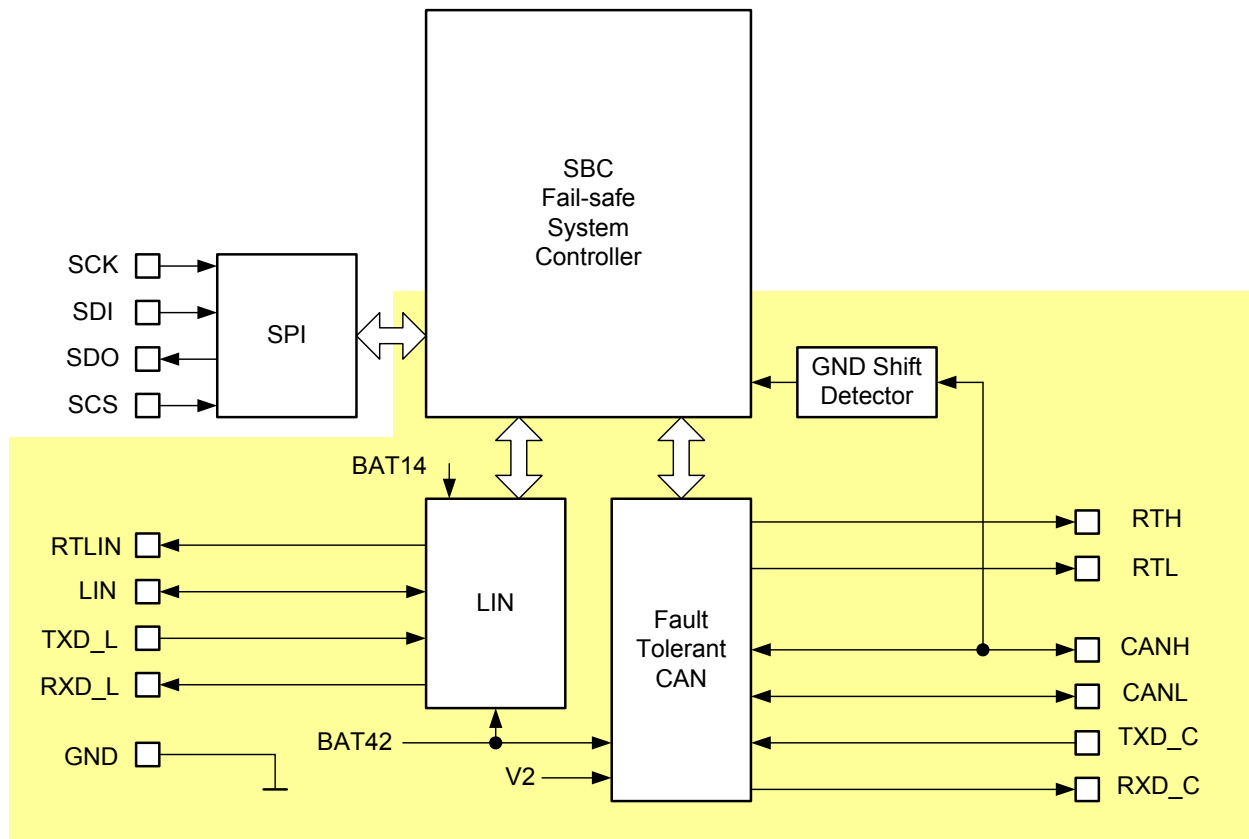 SBC
Fail-safe
System
Controller
SCK
SDI
SDO
SCS
SPI
GND Shift
Detector
BAT14
RTLIN
LIN
TXD_L
RXD_L
GND
LIN
BAT42
V2
Fault
Tolerant
CAN
RTH
RTL
CANH
CANL
TXD_C
RXD_C